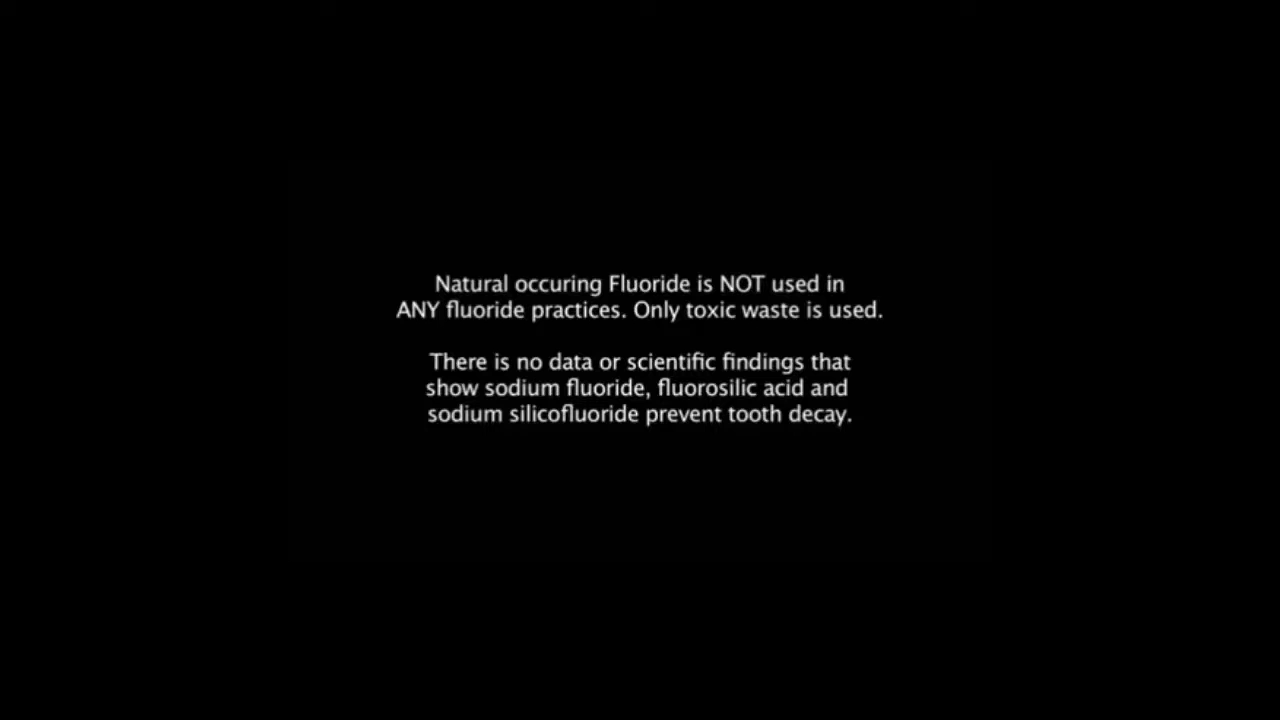 Natural occuring Fluoride is NOT used in
ANY fluoride practices. Only toxic waste is used.
There is no data or scientific findings that
show sodium fluoride, fluorosilic acid and
sodium silicofluoride prevent tooth decay.